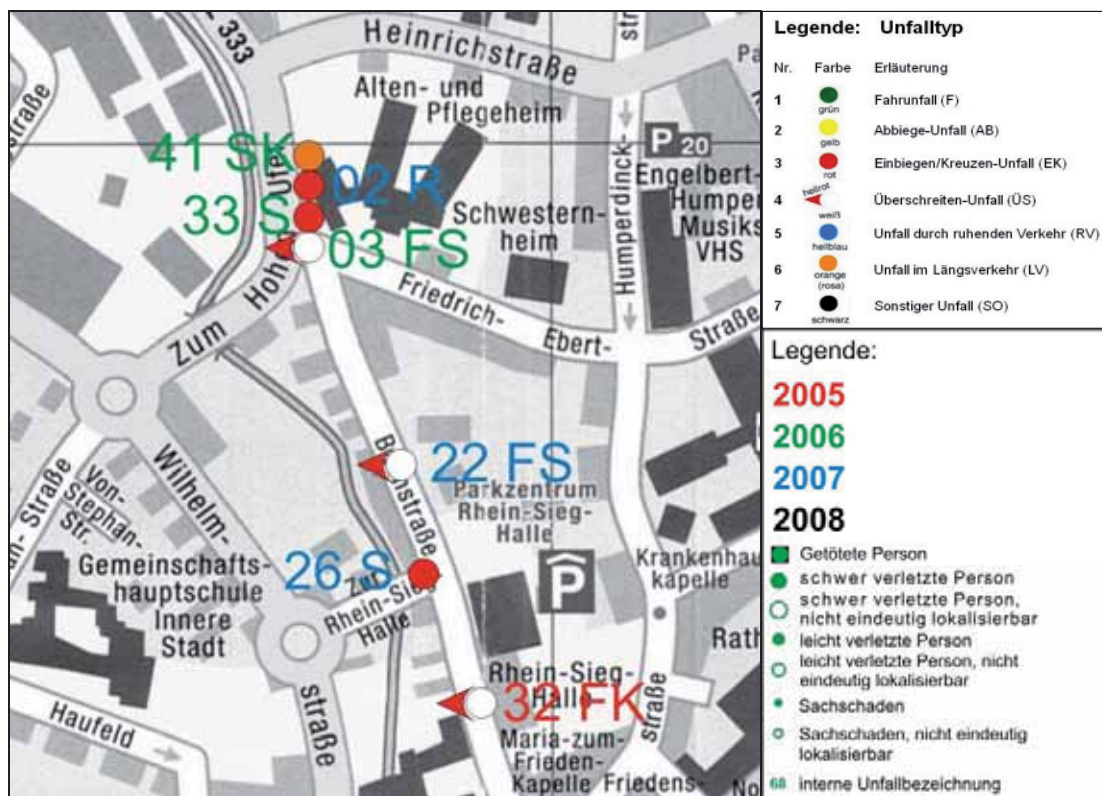 333
Heinrichstraße
str
Pa
straße
Alten- und
Pflegeheim
41 SK
02 R
33 S
03 FS
P 20
Engelbert-
Humper
Musiks
VHS
Schwestern-
heim
Humperdinck-
Zum
Hohen
Ufer
Friedrich-
Ebert-
Straße
22 FS
Parkzentrum
Rhein-Sieg-
Halle
Wilhelm-
Von-
Stephan-
Str.
an-Straße
26 S
Zur
Rhein-Sieg
Halle
P
Krankenhau
kapelle
Gemeinschafts-
hauptschule
Innere
Stadt
Rath
Rhein-Sieg-
Halle
32 FK
straße
straße
Haufeld
Maria-zum-
Frieden-
Kapelle
Friedens-
No
Legende: Unfalltyp
Nr. Farbe Erläuterung
1 grün Fahrunfall (F)
2 gelb Abbiege-Unfall (AB)
3 rot Einbiegen/Kreuzen-Unfall (EK)
4 hellrot Überschreiten-Unfall (ÜS)
weiß
5 hellblau Unfall durch ruhenden Verkehr (RV)
6 orange (rosa) Unfall im Längsverkehr (LV)
7 schwarz Sonstiger Unfall (SO)
Legende:
2005
2006
2007
2008
Getötete Person
schwer verletzte Person
schwer verletzte Person,
nicht eindeutig lokalisierbar
leicht verletzte Person
leicht verletzte Person, nicht
eindeutig lokalisierbar
Sachschaden
Sachschaden, nicht eindeutig
lokalisierbar
68 interne Unfallbezeichnung